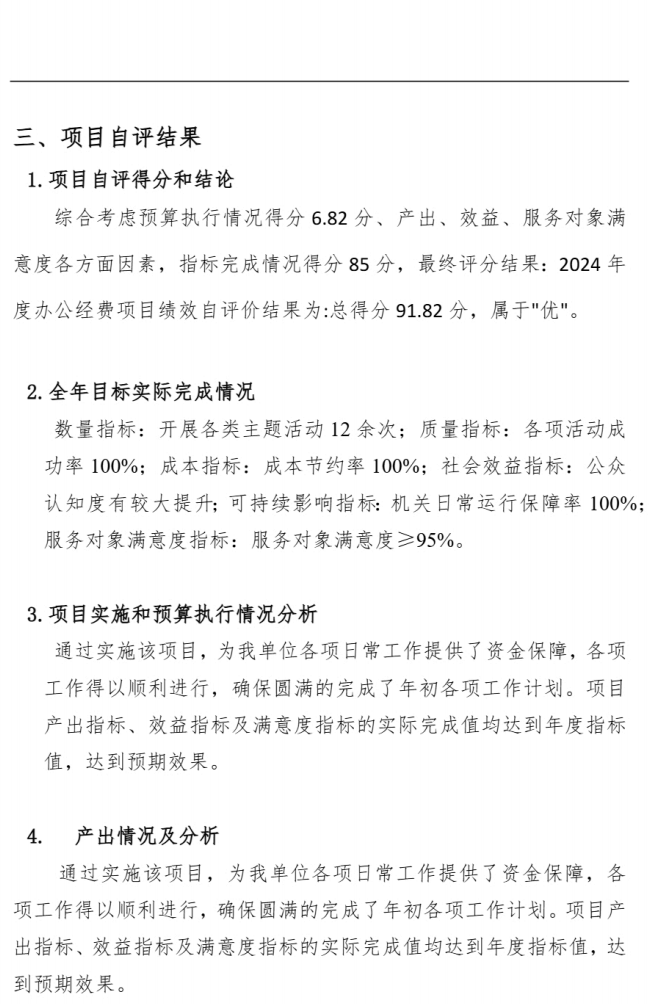 三、项目自评结果
1.项目自评得分和结论
综合考虑预算执行情况得分 6.82 分、产出、效益、服务对象满
意度各方面因素，指标完成情况得分 85 分，最终评分结果：2024 年
度办公经费项目绩效自评价结果为:总得分 91.82 分，属于"优"。
2.全年目标实际完成情况
数量指标：开展各类主题活动 12 余次；质量指标：各项活动成
功率 100%；成本指标：成本节约率 100%；社会效益指标：公众
认知度有较大提升；可持续影响指标：机关日常运行保障率 100%；
服务对象满意度指标：服务对象满意度≥95%。
3.项目实施和预算执行情况分析
通过实施该项目，为我单位各项日常工作提供了资金保障，各项
工作得以顺利进行，确保圆满的完成了年初各项工作计划。项目
产出指标、效益指标及满意度指标的实际完成值均达到年度指标
值，达到预期效果。
4. 产出情况及分析
通过实施该项目，为我单位各项日常工作提供了资金保障，各
项工作得以顺利进行，确保圆满的完成了年初各项工作计划。项目产
出指标、效益指标及满意度指标的实际完成值均达到年度指标值，达
到预期效果。